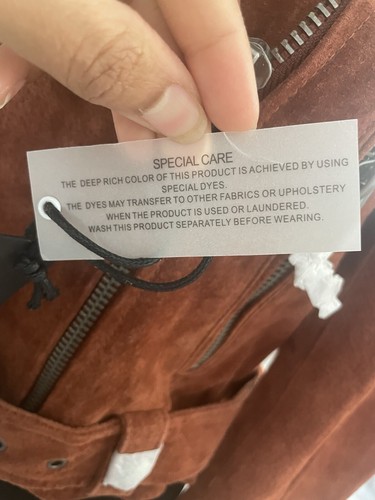 SPECIAL CARE
THE DEEP RICH COLOR OF THIS PRODUCT IS ACHIEVED BY USING
SPECIAL DYES.
THE DYES MAY TRANSFER TO OTHER FABRICS OR UPHOLSTERY
WHEN THE PRODUCT IS USED OR LAUNDERED.
WASH THIS PRODUCT SEPARATELY BEFORE WEARING.